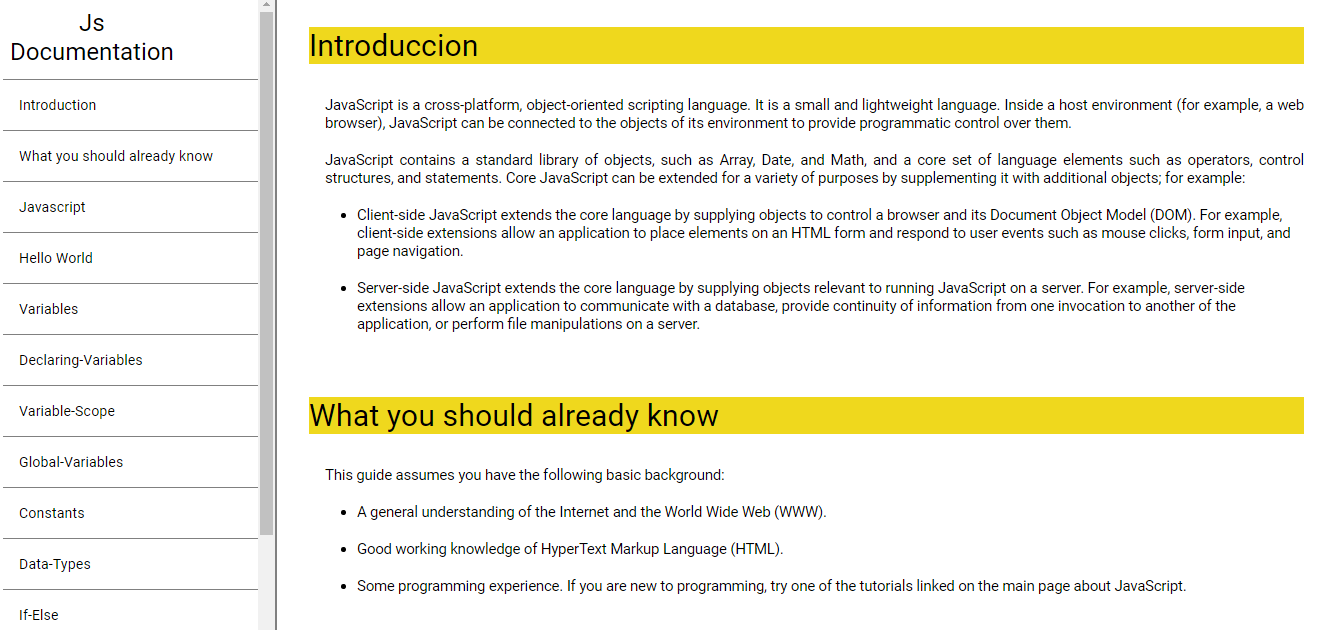 Js
Documentation
Introduction
What you should already know
Javascript
Hello World
Variables
Declaring-Variables
Variable-Scope
Global-Variables
Constants
Data-Types
If-Else
Introduccion
JavaScript is a cross-platform, object-oriented scripting language. It is a small and lightweight language. Inside a host environment (for example, a web
browser), JavaScript can be connected to the objects of its environment to provide programmatic control over them.
JavaScript contains a standard library of objects, such as Array, Date, and Math, and a core set of language elements such as operators, control
structures, and statements. Core JavaScript can be extended for a variety of purposes by supplementing it with additional objects; for example:
• Client-side JavaScript extends the core language by supplying objects to control a browser and its Document Object Model (DOM). For example,
client-side extensions allow an application to place elements on an HTML form and respond to user events such as mouse clicks, form input, and
page navigation.
• Server-side JavaScript extends the core language by supplying objects relevant to running JavaScript on a server. For example, server-side
extensions allow an application to communicate with a database, provide continuity of information from one invocation to another of the
application, or perform file manipulations on a server.
What you should already know
This guide assumes you have the following basic background:
• A general understanding of the Internet and the World Wide Web (WWW).
• Good working knowledge of HyperText Markup Language (HTML).
• Some programming experience. If you are new to programming, try one of the tutorials linked on the main page about JavaScript.